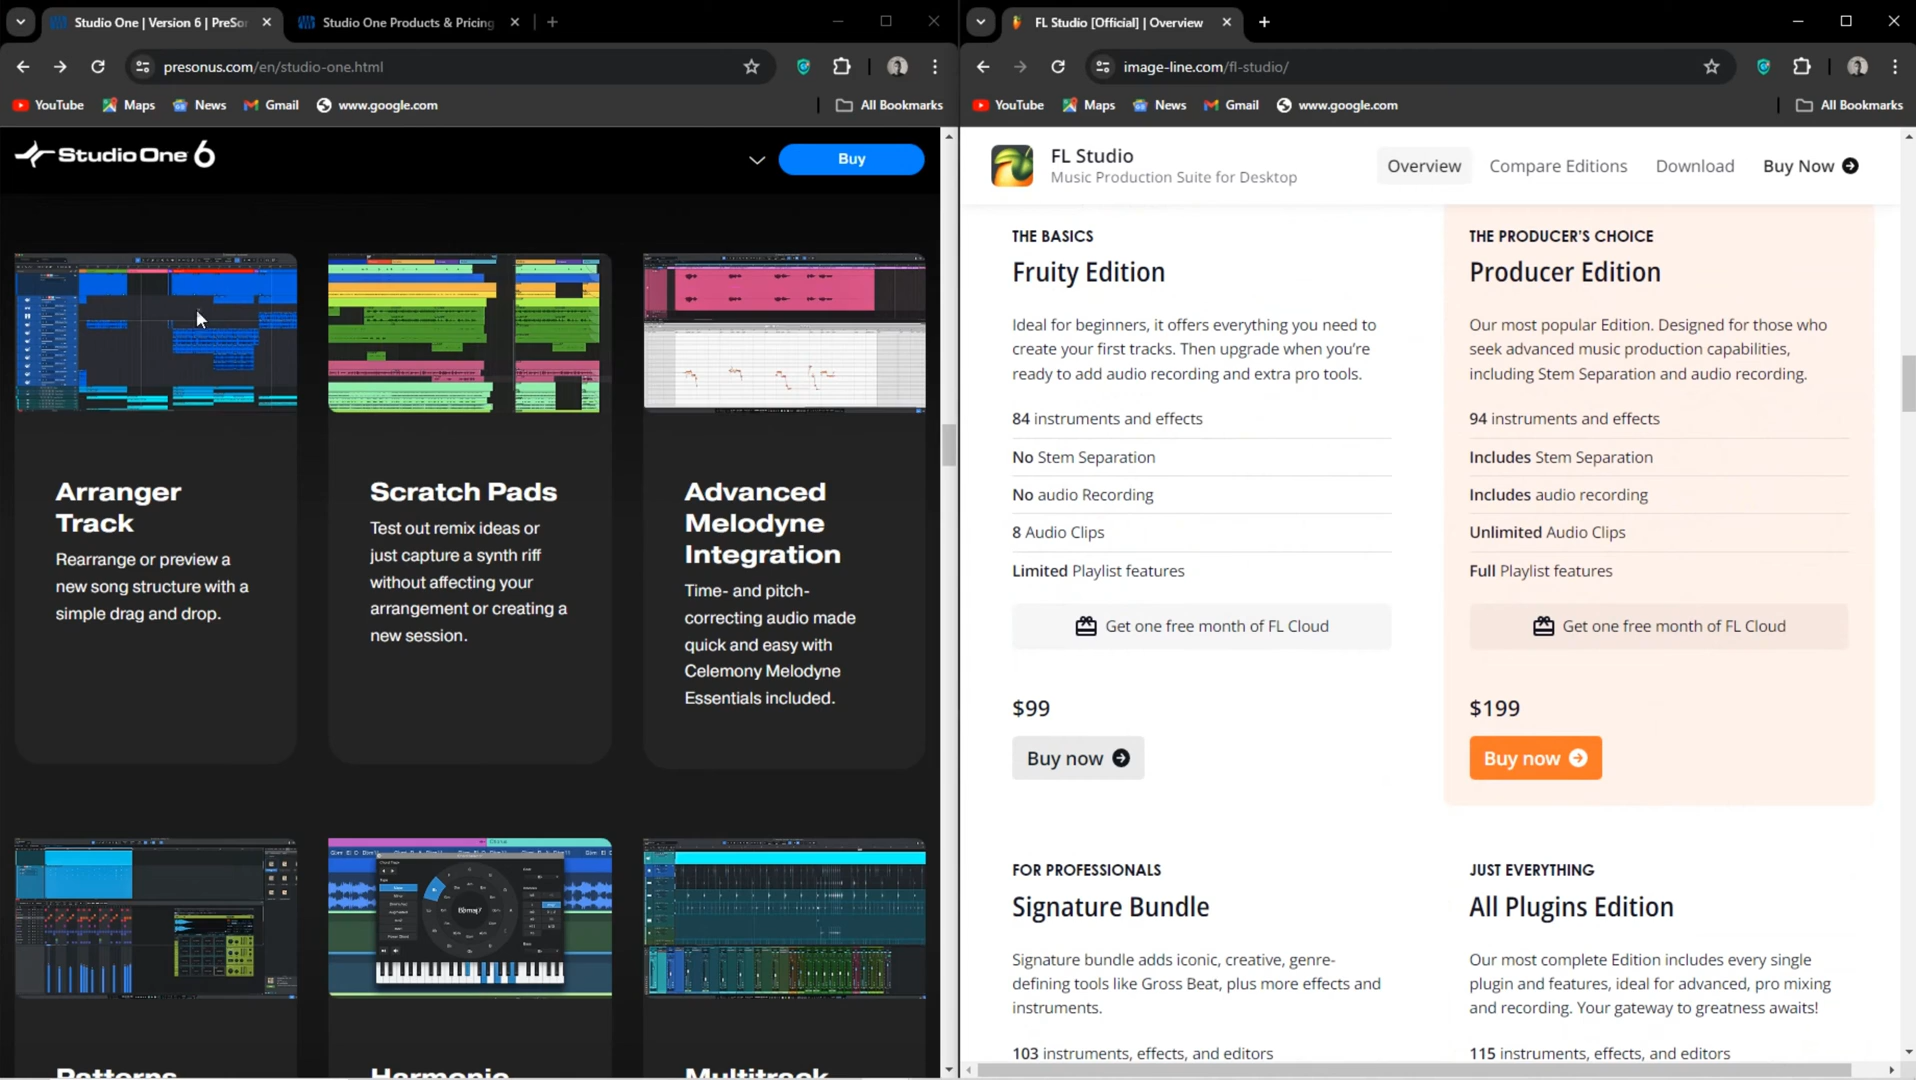 Studio One | Version 6 | PreSon
Studio One Products & Pricing
presonus.com/en/studio-one.html
YouTube
Maps
News
Gmail
www.google.com
All Bookmarks
Studio One 6
Buy
Arranger
Track
Rearrange or preview a
new song structure with a
simple drag and drop.
Scratch Pads
Test out remix ideas or
just capture a synth riff
without affecting your
arrangement or creating a
new session.
Advanced
Melodyne
Integration
Time- and pitch-
correcting audio made
quick and easy with
Celemony Melodyne
Essentials included.
Patterns
Harmonic
Multitrack
FL Studio [Official] | Overview
image-line.com/fl-studio/
YouTube
Maps
News
Gmail
www.google.com
All Bookmarks
FL Studio
Music Production Suite for Desktop
Overview
Compare Editions
Download
Buy Now
THE BASICS
Fruity Edition
Ideal for beginners, it offers everything you need to
create your first tracks. Then upgrade when you're
ready to add audio recording and extra pro tools.
84 instruments and effects
No Stem Separation
No audio Recording
8 Audio Clips
Limited Playlist features
Get one free month of FL Cloud
$99
Buy now
THE PRODUCER'S CHOICE
Producer Edition
Our most popular Edition. Designed for those who
seek advanced music production capabilities,
including Stem Separation and audio recording.
94 instruments and effects
Includes Stem Separation
Includes audio recording
Unlimited Audio Clips
Full Playlist features
Get one free month of FL Cloud
$199
Buy now
FOR PROFESSIONALS
Signature Bundle
Signature bundle adds iconic, creative, genre-
defining tools like Gross Beat, plus more effects and
instruments.
103 instruments, effects, and editors
JUST EVERYTHING
All Plugins Edition
Our most complete Edition includes every single
plugin and features, ideal for advanced, pro mixing
and recording. Your gateway to greatness awaits!
115 instruments, effects, and editors